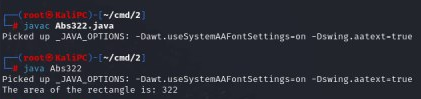 ┌──(root㉿KaliPC)-[~/cmd/2]
└─# javac Abs322.java
Picked up _JAVA_OPTIONS: -Dawt.useSystemAAFontSettings=on -Dswing.aatext=true
┌──(root㉿KaliPC)-[~/cmd/2]
└─# java Abs322
Picked up _JAVA_OPTIONS: -Dawt.useSystemAAFontSettings=on -Dswing.aatext=true
The area of the rectangle is: 322